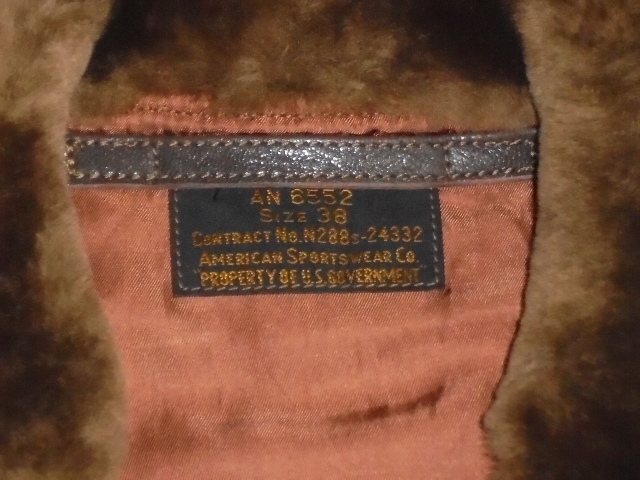 AN 6552
SIZE 38
CONTRACT NO. N288S-24332
AMERICAN SPORTSWEAR CO.
"PROPERTY OF U.S. GOVERNMENT"